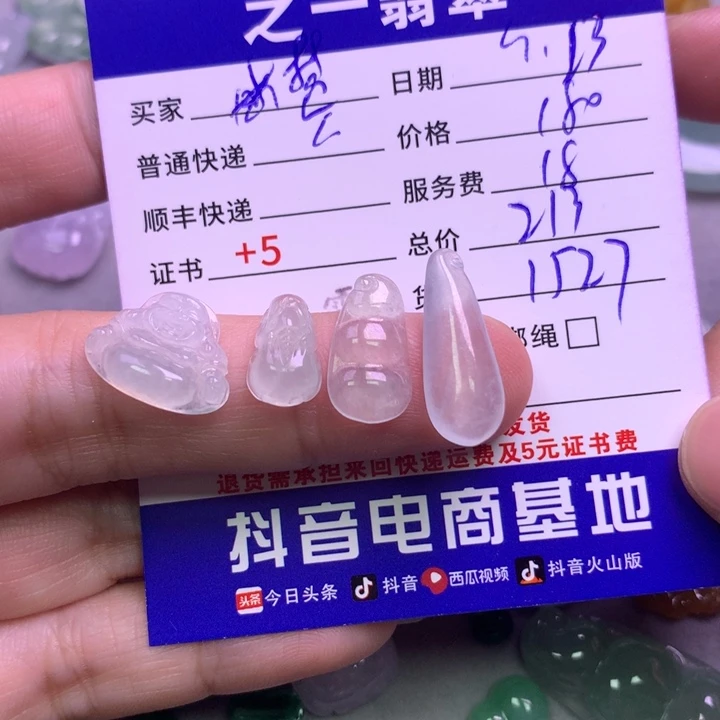 之一翡翠
买家 日期
普通快递 价格 180
顺丰快递 服务费 18
证书 +5 总价 213
1527
绳
发货
退货需承担来回快递运费及5元证书费
抖音电商基地
头条 今日头条 抖音 西瓜视频 抖音火山版